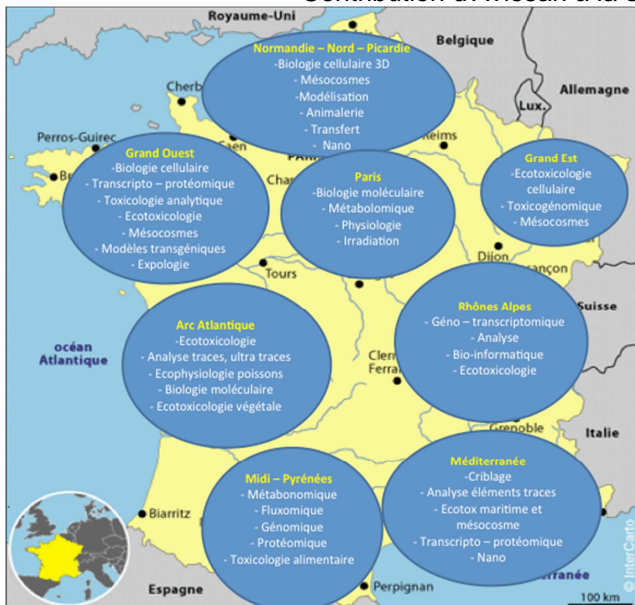 Royaume-Uni
Belgique
Allemagne
Lux.
Normandie – Nord – Picardie
-Biologie cellulaire 3D
- Mésocosmes
-Modélisation
- Animalerie
- Transfert
- Nano
Cherb
Reims
Perros-Guirec
Grand Ouest
-Biologie cellulaire
- Transcripto – protéomique
- Toxicologie analytique
- Ecotoxicologie
- Mésocosmes
- Modèles transgéniques
- Expologie
Paris
-Biologie moléculaire
- Métabolomique
- Physiologie
- Irradiation
Grand Est
-Ecotoxicologie
cellulaire
- Toxicogénomique
- Mésocosmes
Tours
Dijon
ançon
Suisse
océan
Atlantique
Arc Atlantique
-Ecotoxicologie
- Analyse traces, ultra traces
- Ecophysiologie poissons
- Biologie moléculaire
- Ecotoxicologie végétale
Rhônes Alpes
- Géno – transcriptomique
- Analyse
- Bio-informatique
- Ecotoxicologie
Clerm
Ferran
Grenoble
Italie
Midi – Pyrénées
- Métabonomique
- Fluxomique
- Génomique
- Protéomique
- Toxicologie alimentaire
Méditerranée
-Criblage
- Analyse éléments traces
- Ecotox maritime et
mésocosme
- Transcripto – protéomique
- Nano
Biarritz
Espagne
Perpignan
erranée
100 km
© InterCarto